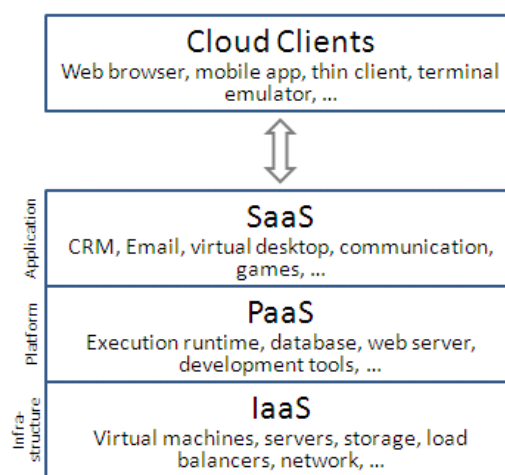 Cloud Clients
Web browser, mobile app, thin client, terminal
emulator, ...
Application
SaaS
CRM, Email, virtual desktop, communication,
games, ...
Platform
PaaS
Execution runtime, database, web server,
development tools, ...
Infra-
structure
IaaS
Virtual machines, servers, storage, load
balancers, network, ...